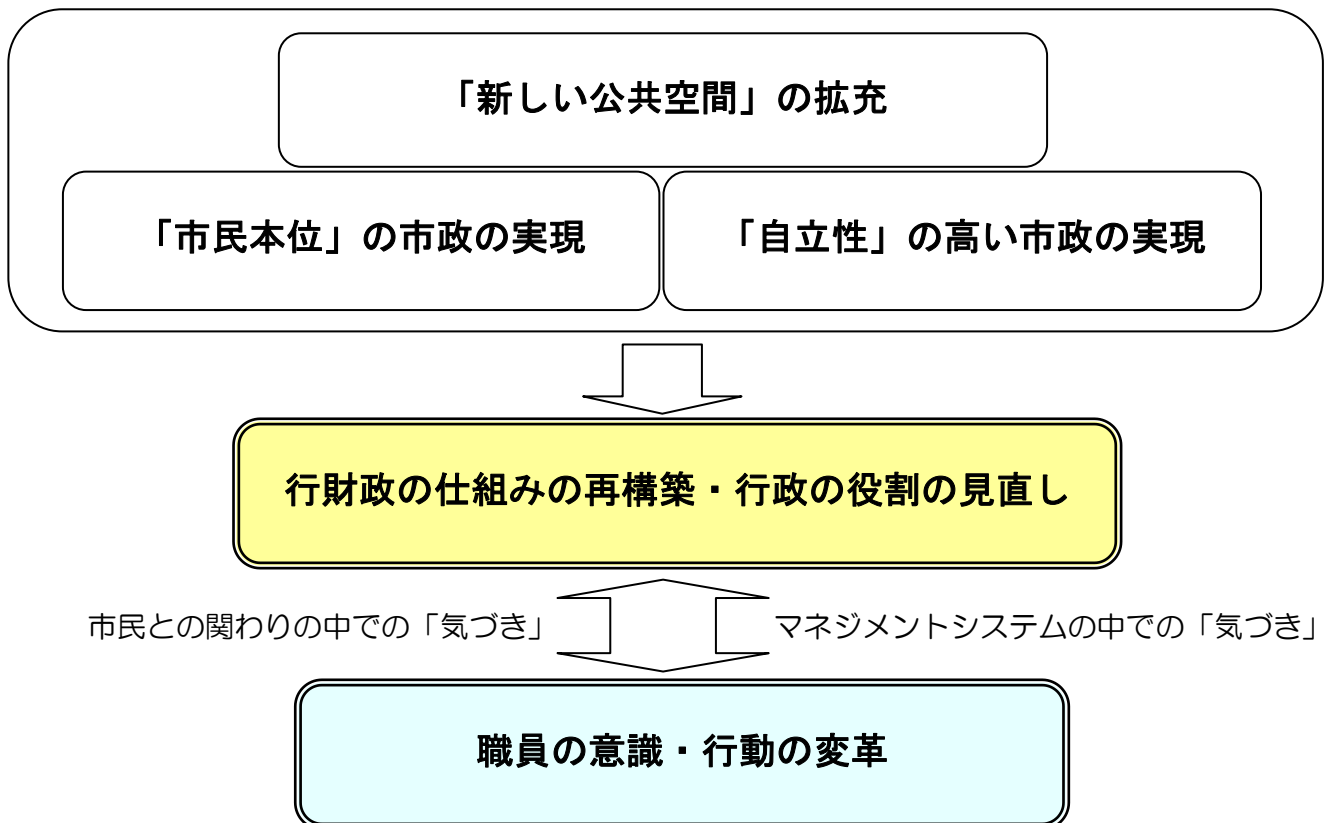 「新しい公共空間」の拡充
「市民本位」の市政の実現
「自立性」の高い市政の実現
行財政の仕組みの再構築・行政の役割の見直し
市民との関わりの中での「気づき」
マネジメントシステムの中での「気づき」
職員の意識・行動の変革